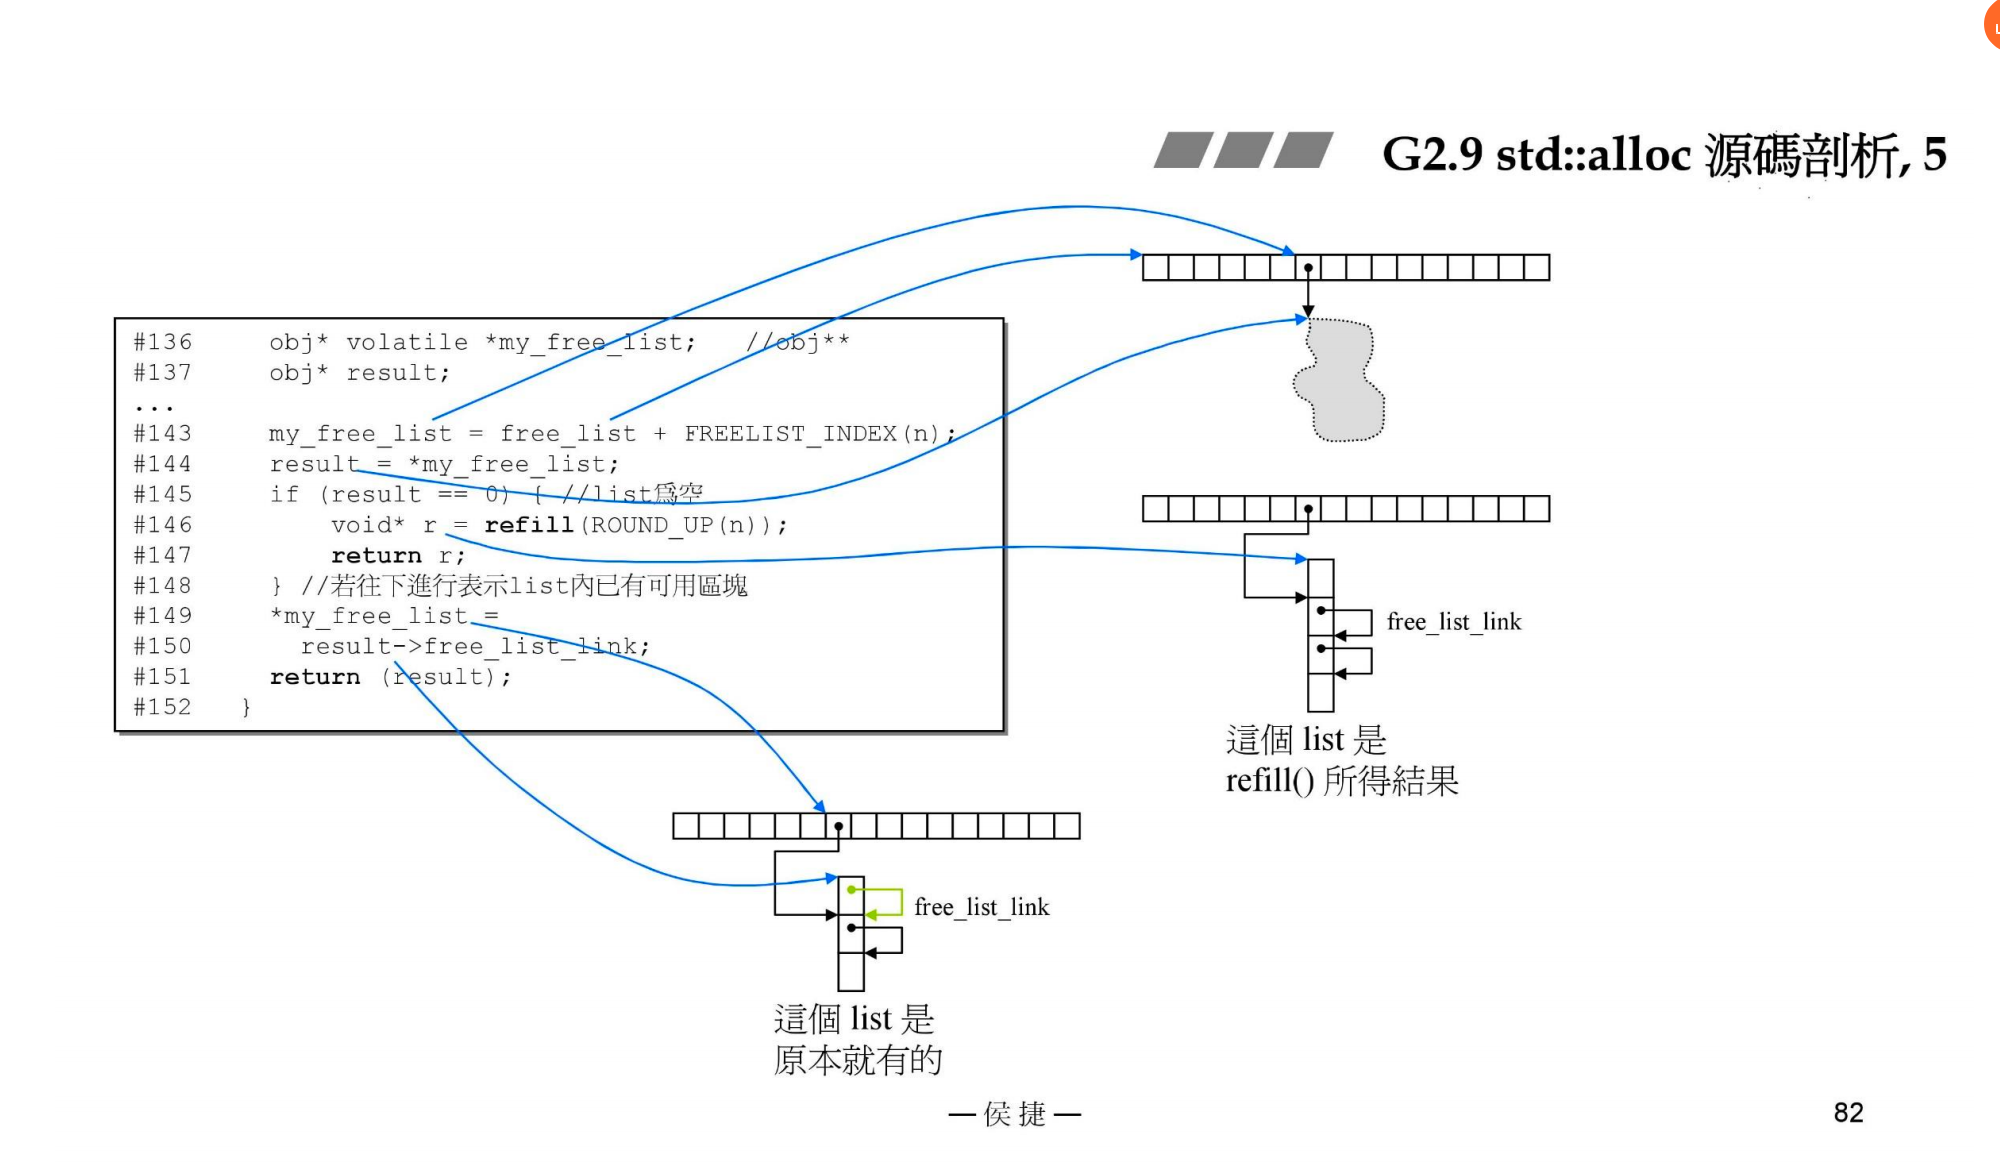 G2.9 std::alloc 源碼剖析, 5
#136 obj* volatile *my_free_list; //obj**
#137 obj* result;
...
#143 my_free_list = free_list + FREELIST_INDEX(n);
#144 result = *my_free_list;
#145 if (result == 0) { //list為空
#146 void* r = refill(ROUND_UP(n));
#147 return r;
#148 } //若往下進行表示list內已有可用區塊
#149 *my_free_list =
#150 result->free_list_link;
#151 return (result);
#152 }
free_list_link
這個 list 是
refill() 所得結果
free_list_link
這個 list 是
原本就有的
—侯捷—
82